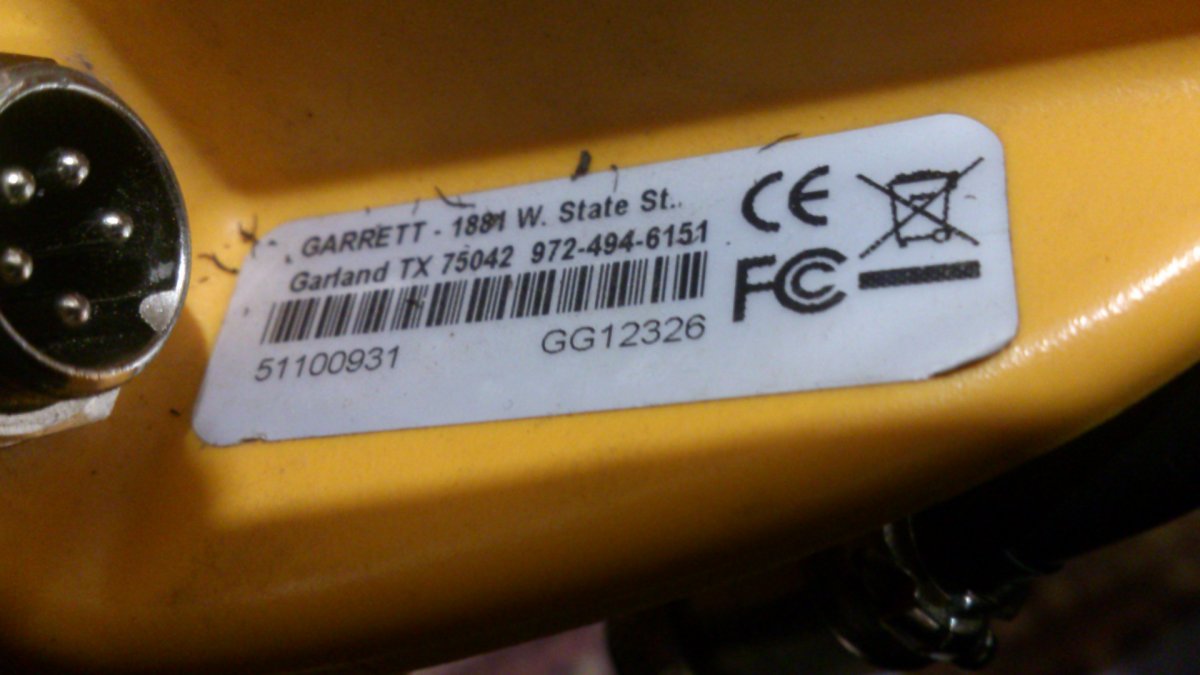 GARRETT - 1881 W. State St..
Garland TX 75042 972-494-6151
51100931 GG12326
CE
FC